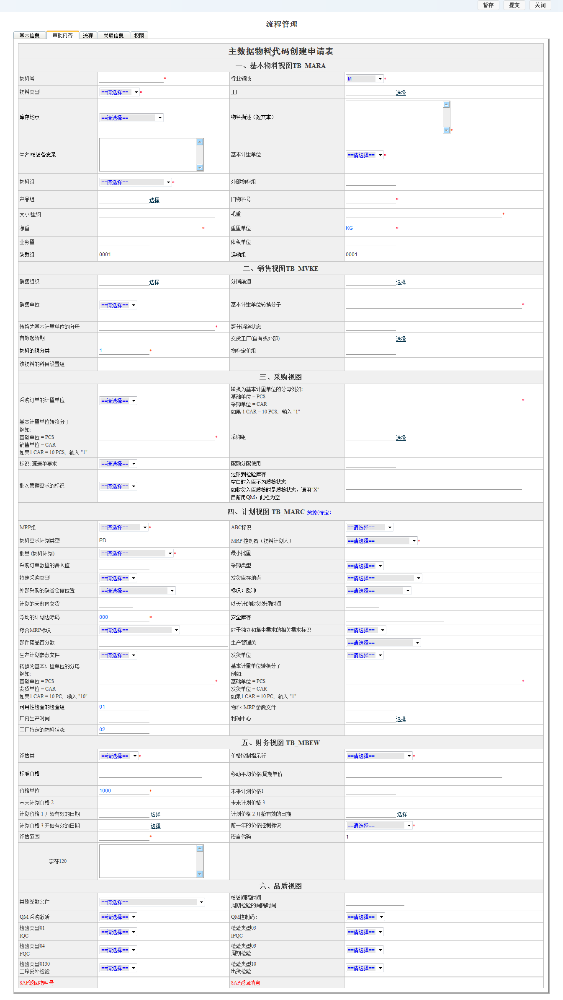 暂存 提交 关闭
流程管理
基本信息 审批内容 流程 关联信息 权限
主数据物料代码创建申请表
一、基本物料视图TB_MARA
物料号 * 行业领域 M *
物料类型 ==请选择== * 工厂 选择
库存地点 ==请选择== 物料描述（短文本） *
生产/检验备忘录 基本计量单位 ==请选择== *
物料组 ==请选择== * 外部物料组
产品组 选择 旧物料号 *
大小/量纲 毛重 *
净重 * 重量单位 KG *
业务量 体积单位
装载组 0001 运输组 0001
二、销售视图TB_MVKE
销售组织 选择 分销渠道 选择
销售单位 ==请选择== 基本计量单位转换分子 *
转换为基本计量单位的分母 * 跨分销链状态
有效起始期 交货工厂(自有或外部) 选择
物料的税分类 1 * 物料定价组
该物料的科目设置组
三、采购视图
采购订单的计量单位 ==请选择==
转换为基本计量单位的分母例如:
基础单位 = PCS
采购单位 = CAR
如果 1 CAR = 10 PCS, 输入 "1"
*
基本计量单位转换分子
例如:
基础单位 = PCS
销售单位 = CAR
如果1 CAR = 10 PCS, 输入 "1"
* 采购组 选择
标识: 源清单要求 ==请选择== 配额分配使用
批次管理需求的标识 ==请选择==
过账到检验库存
空白时入库不为质检状态
如收货入库质检时是质检状态，请用"X"
目前用QM，此栏为空
四、计划视图 TB_MARC 货源(待定）
MRP组 ==请选择== * ABC标识 ==请选择==
物料需求计划类型 PD MRP 控制者（物料计划人） ==请选择== *
批量 (物料计划) ==请选择== * 最小批量
采购订单数量的舍入值 采购类型 ==请选择==
特殊采购类型 ==请选择== 发货库存地点 ==请选择==
外部采购的缺省仓储位置 ==请选择== 标识：反冲 ==请选择==
计划的天数内交货 以天计的收货处理时间
浮动的计划边际码 000 * 安全库存
综合MRP标识 ==请选择== 对于独立和集中需求的相关需求标识 ==请选择==
部件废品百分数 生产管理员 ==请选择==
生产计划参数文件 ==请选择== 发货单位 ==请选择==
转换为基本计量单位的分母
例如:
基础单位 = PCS
发货单位 = CAR
如果1 CAR = 10 PC, 输入 "10"
*
基本计量单位转换分子
例如:
基础单位 = PCS
发货单位 = CAR
如果1 CAR = 10 PC, 输入 "1"
*
可用性检查的检查组 01 物料: MRP 参数文件
厂内生产时间 利润中心 选择
工厂特定的物料状态 02
五、财务视图 TB_MBEW
评估类 ==请选择== * 价格控制指示符 ==请选择== *
标准价格 移动平均价格/周期单价
价格单位 1000 * 未来计划价格1
未来计划价格 2 未来计划价格 3
计划价格 1 开始有效的日期 选择 计划价格 2 开始有效的日期 选择
计划价格 3 开始有效的日期 选择 前一年的价格控制标识 ==请选择== *
评估范围 * 语言代码 1
字符120
六、品质视图
类别参数文件 ==请选择==
检验间隔时间
周期检验的间隔时间
QM 采购激活 ==请选择== QM控制码： ==请选择==
检验类型01
IQC
==请选择==
检验类型03
IPQC
==请选择==
检验类型04
FQC
==请选择==
检验类型09
周期检验
==请选择==
检验类型0130
工序委外检验
==请选择==
检验类型10
出货检验
==请选择==
SAP返回物料号 SAP返回消息